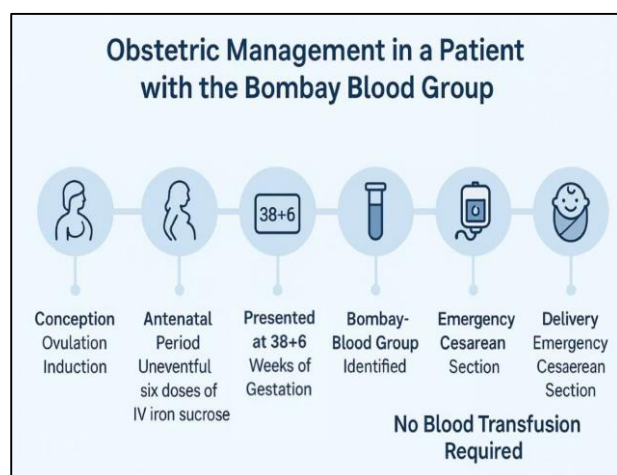 Obstetric Management in a Patient
with the Bombay Blood Group
38+6
Conception
Ovulation
Induction
Antenatal
Period
Uneventful
six doses of
IV iron sucrose
Presented
at 38+6
Weeks of
Gestation
Bombay-
Blood Group
Identified
Emergency
Cesarean
Section
Delivery
Emergency
Cesaerean
Section
No Blood Transfusion
Required